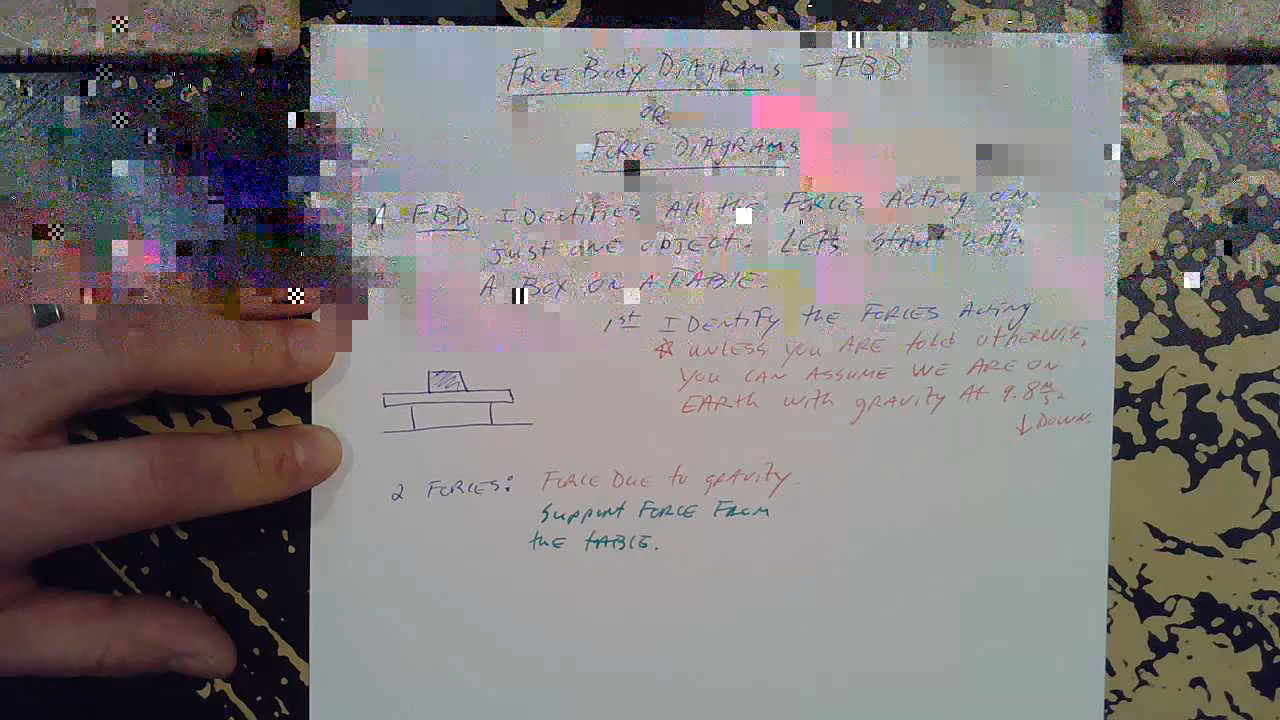 FREE BODY DIAGRAMS - FBD
OR
FORCE DIAGRAMS
A FBD - IDENTIFIES ALL the FORCES ACTING ON
just one object. LETS START with
A BOX ON A TABLE.
1st IDENTIFY the FORCES ACTING
* UNLESS YOU ARE told OTHERWISE,
YOU CAN ASSUME WE ARE ON
EARTH with gravity AT 9.8 m/s²
↓ DOWN.
2 FORCES: FORCE DUE to gravity.
SUPPORT FORCE FROM
the TABLE.